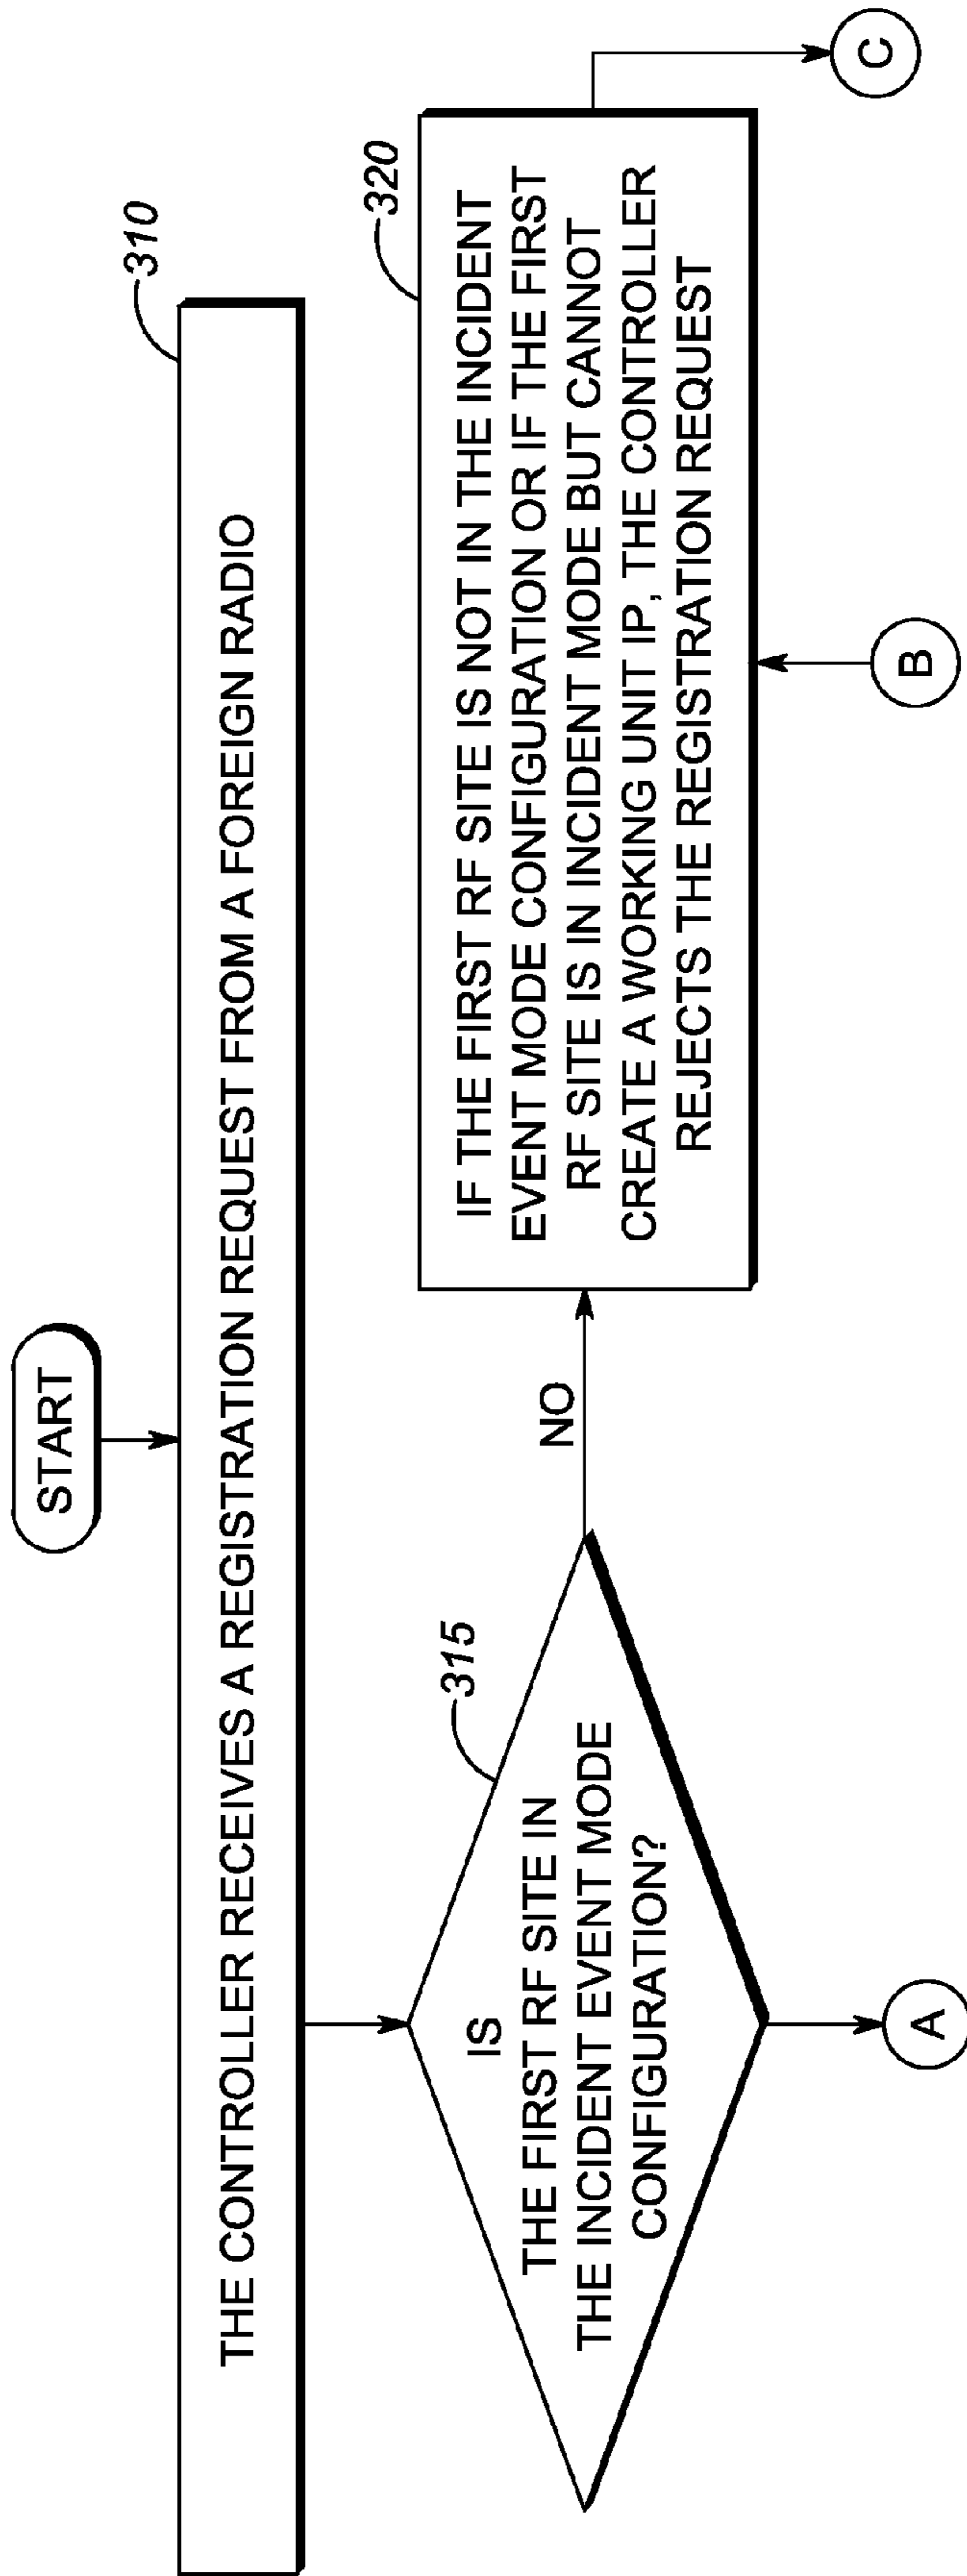 START
310
THE CONTROLLER RECEIVES A REGISTRATION REQUEST FROM A FOREIGN RADIO
315
IS
THE FIRST RF SITE IN
THE INCIDENT EVENT MODE
CONFIGURATION?
NO
320
IF THE FIRST RF SITE IS NOT IN THE INCIDENT
EVENT MODE CONFIGURATION OR IF THE FIRST
RF SITE IS IN INCIDENT MODE BUT CANNOT
CREATE A WORKING UNIT IP, THE CONTROLLER
REJECTS THE REGISTRATION REQUEST
A
B
C